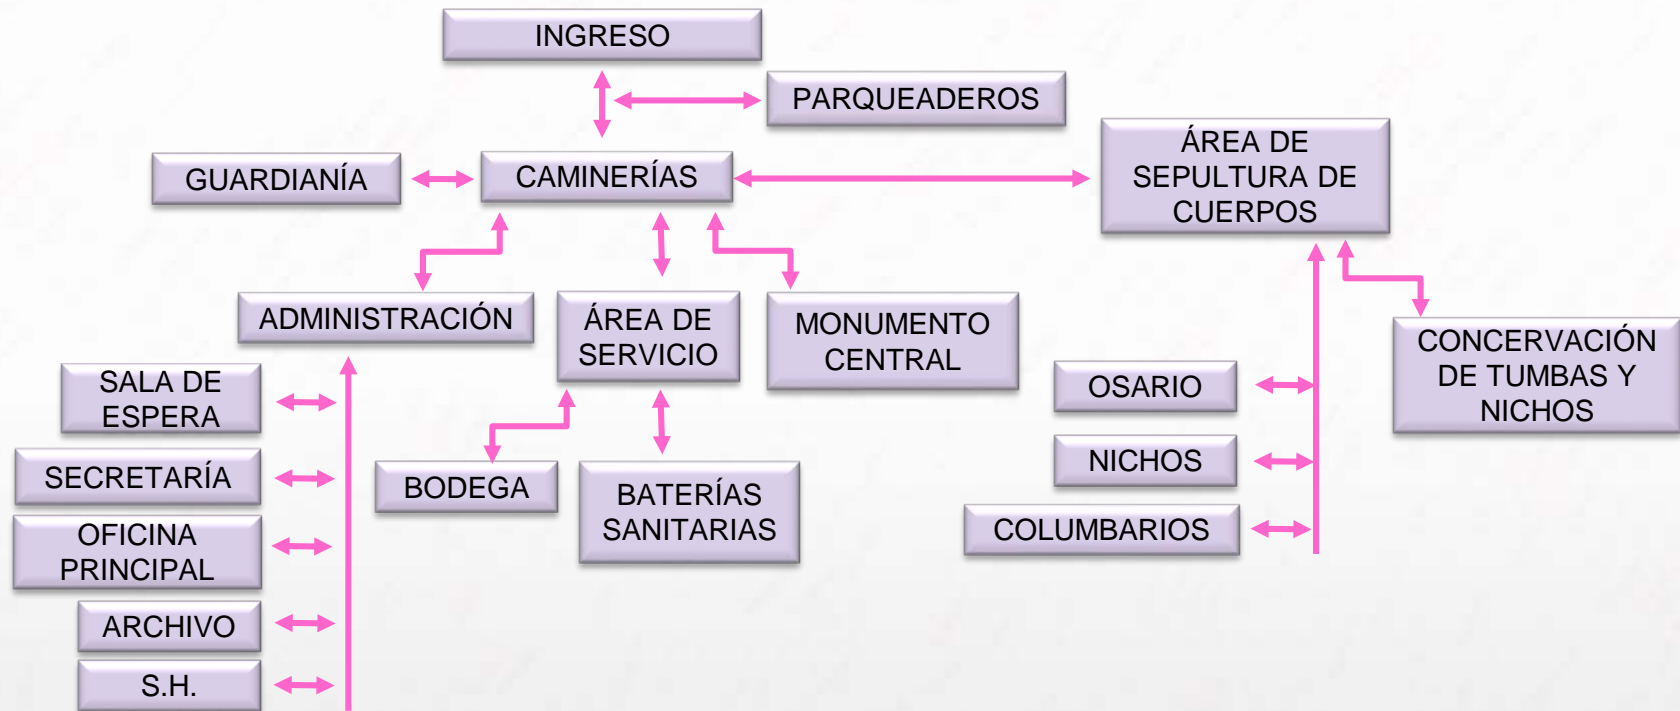 INGRESO
PARQUEADEROS
ÁREA DE
SEPULTURA DE
CUERPOS
GUARDIANÍA
CAMINERÍAS
ADMINISTRACIÓN
ÁREA DE
SERVICIO
MONUMENTO
CENTRAL
CONCERVACIÓN
DE TUMBAS Y
NICHOS
SALA DE
ESPERA
OSARIO
SECRETARÍA
BODEGA
BATERÍAS
SANITARIAS
NICHOS
OFICINA
PRINCIPAL
COLUMBARIOS
ARCHIVO
S.H.